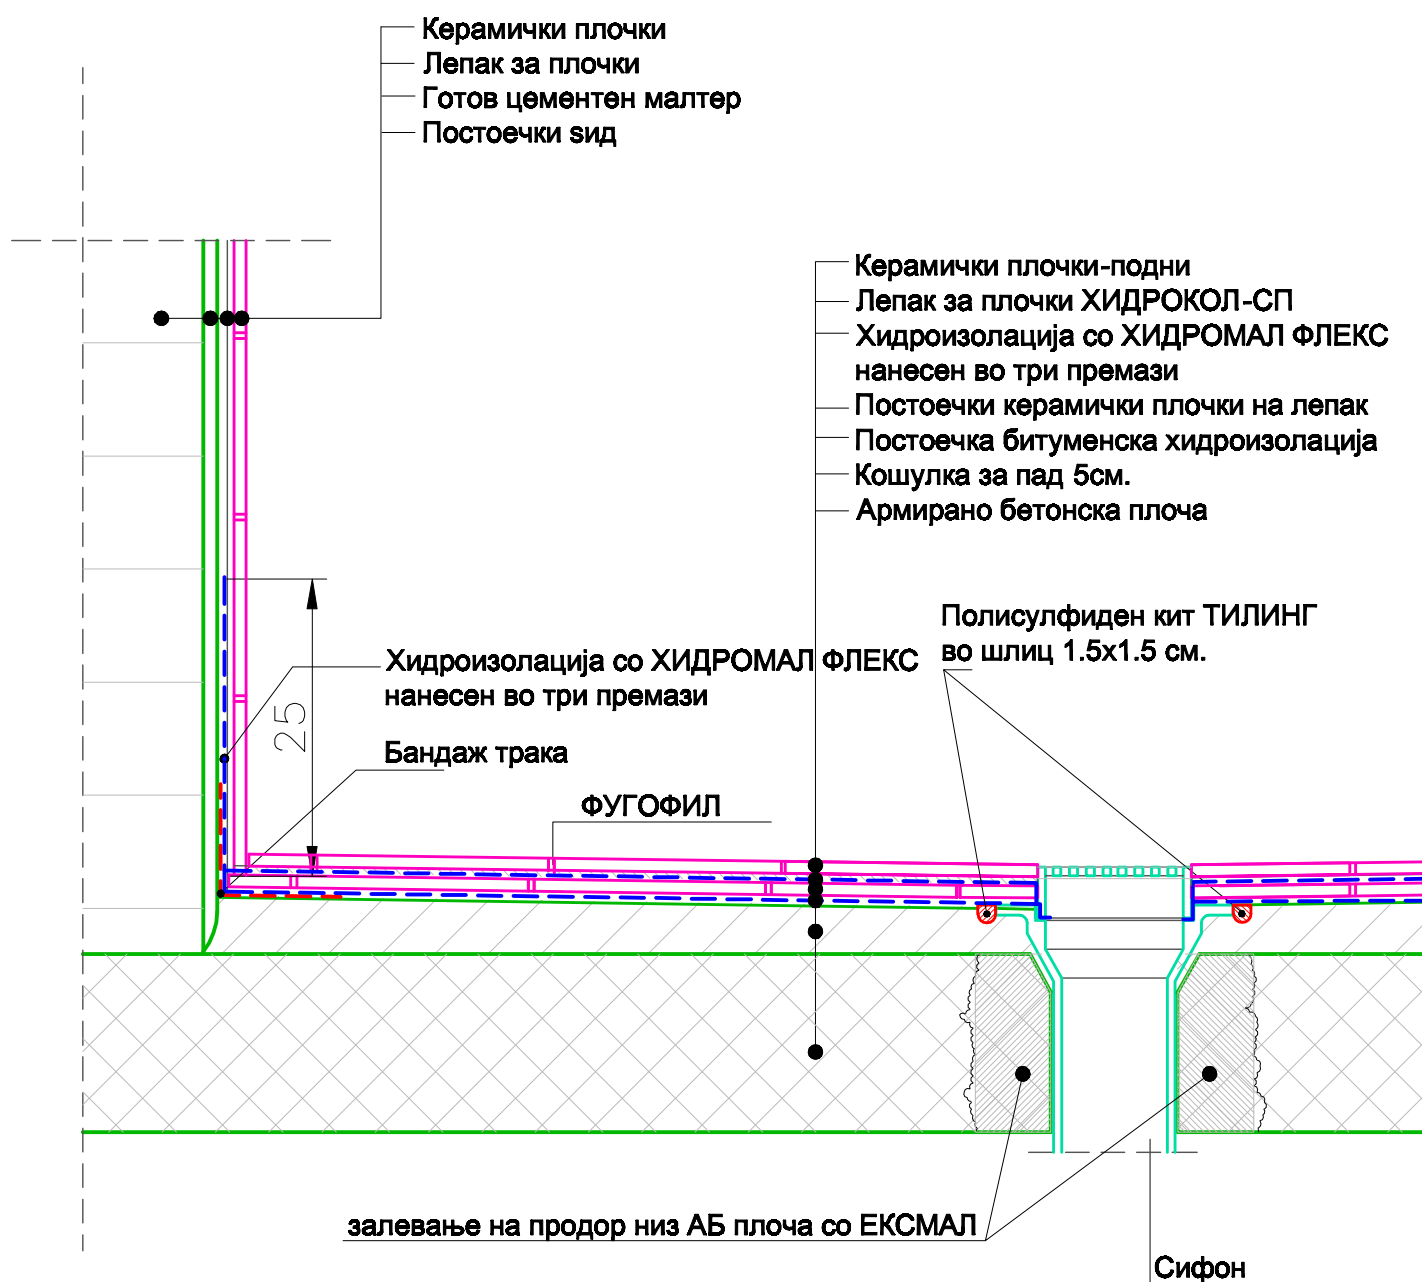 Керамички плочки
Лепак за плочки
Готов цементен малтер
Постоечки ѕид
Керамички плочки-подни
Лепак за плочки ХИДРОКОЛ-СП
Хидроизолација со ХИДРОМАЛ ФЛЕКС
нанесен во три премази
Постоечки керамички плочки на лепак
Постоечка битуменска хидроизолација
Кошулка за пад 5см.
Армирано бетонска плоча
Полисулфиден кит ТИЛИНГ
во шлиц 1.5x1.5 см.
Хидроизолација со ХИДРОМАЛ ФЛЕКС
нанесен во три премази
25
Бандаж трака
ФУГОФИЛ
залевање на продор низ АБ плоча со ЕКСМАЛ
Сифон